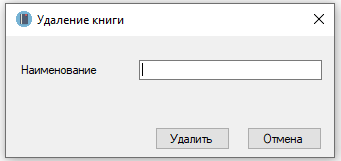 Удаление книги
Наименование
Удалить Отмена